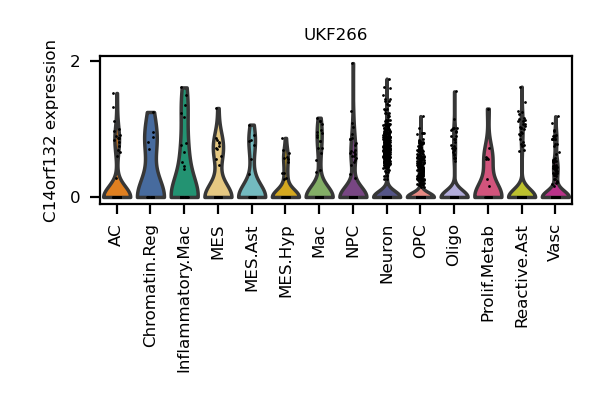 UKF266
C14orf132 expression
2
0
AC
Chromatin.Reg
Inflammatory.Mac
MES
MES.Ast
MES.Hyp
Mac
NPC
Neuron
OPC
Oligo
Prolif.Metab
Reactive.Ast
Vasc